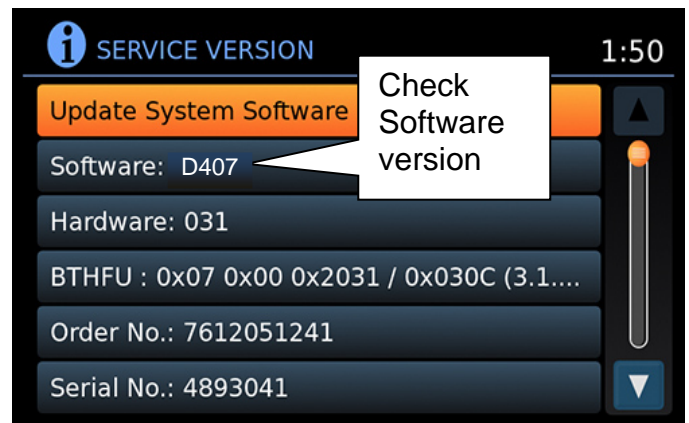 SERVICE VERSION
1:50
Update System Software
Check
Software
version
Software: D407
Hardware: 031
BTHFU : 0x07 0x00 0x2031 / 0x030C (3.1....
Order No.: 7612051241
Serial No.: 4893041